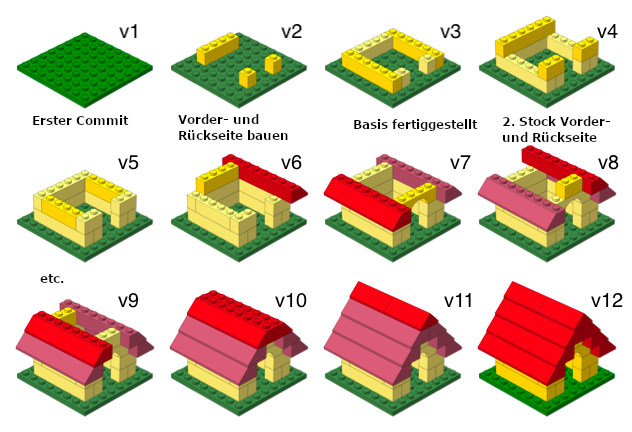 v1
v2
v3
v4
Erster Commit
Vorder- und
Rückseite bauen
Basis fertiggestellt
2. Stock Vorder-
und Rückseite
v5
v6
v7
v8
etc.
v9
v10
v11
v12